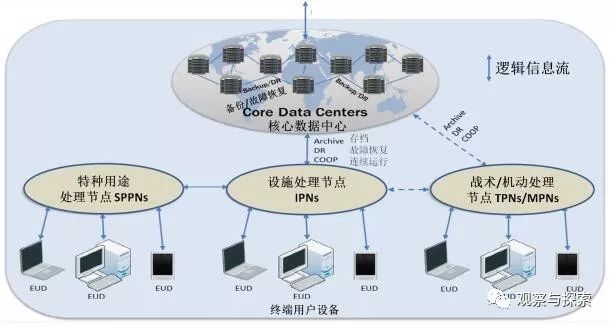 Backup/DR
备份/故障恢复
Backup/DR
Core Data Centers
核心数据中心
逻辑信息流
Archive 存档
DR 故障恢复
COOP 连续运行
Archive
DR
COOP
特种用途
处理节点 SPPNs
设施处理节点
IPNs
战术/机动处理
节点 TPNs/MPNs
EUD
EUD
EUD
EUD
EUD
EUD
EUD
EUD
EUD
终端用户设备
观察与探索